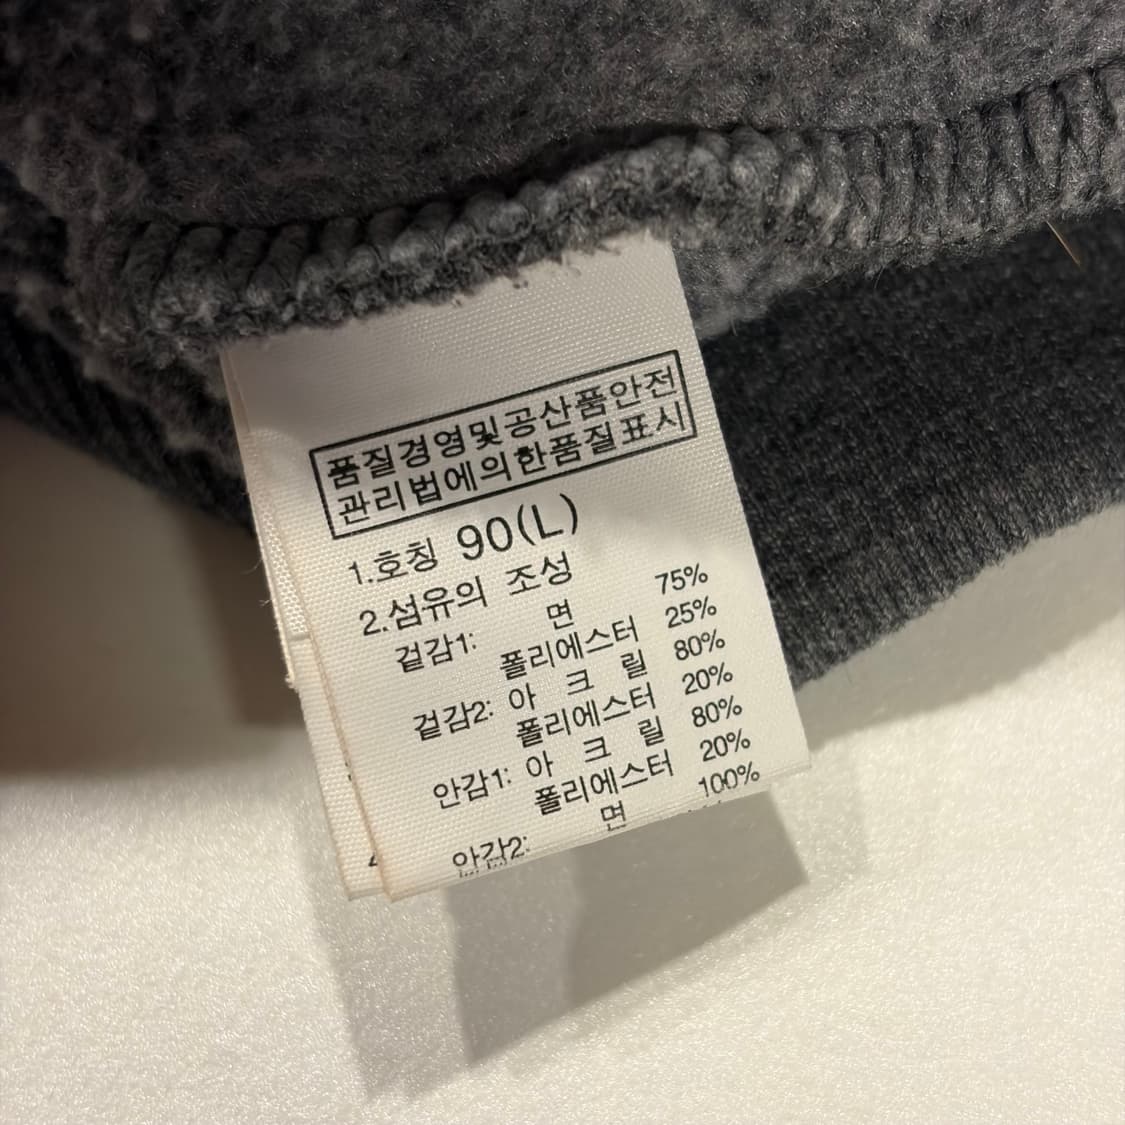 품질경영및공산품안전
관리법에의한품질표시
1.호칭 90(L)
2.섬유의 조성
겉감1: 면 75%
폴리에스터 25%
겉감2: 아 크 릴 80%
폴리에스터 20%
안감1: 아 크 릴 80%
폴리에스터 20%
안감2: 면 100%